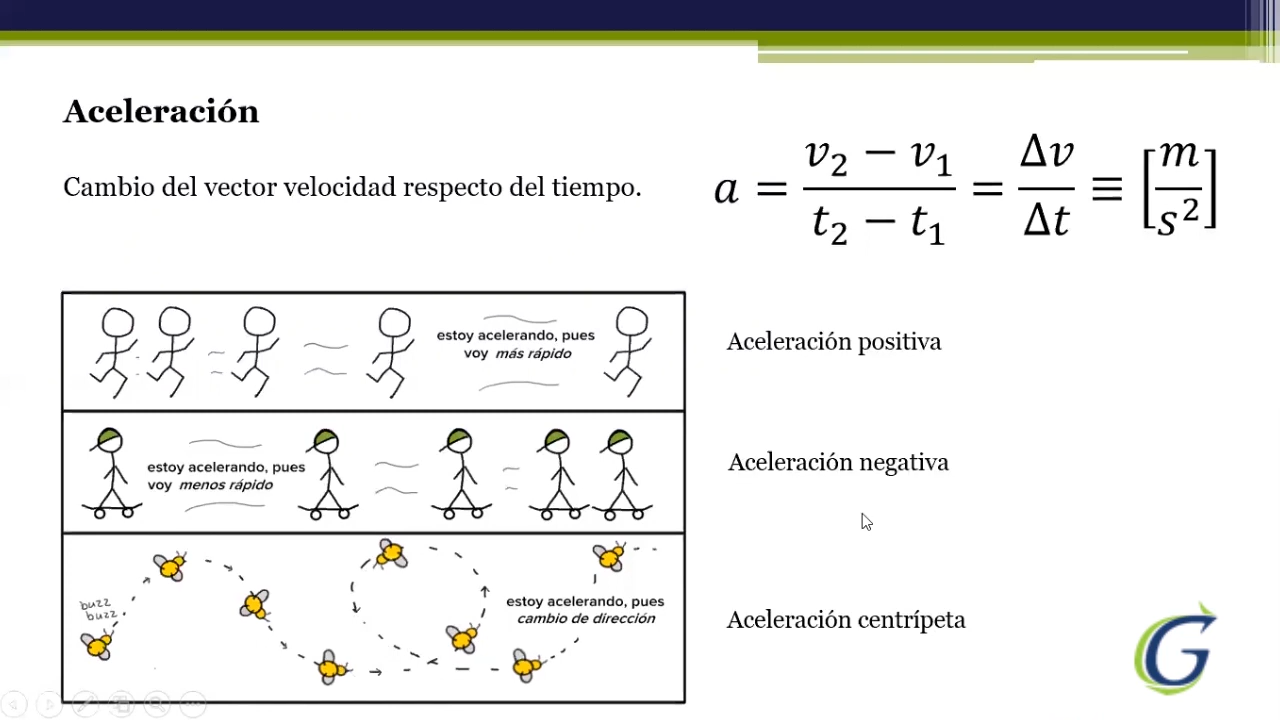 Aceleración
Cambio del vector velocidad respecto del tiempo.
a = (v₂ − v₁)/(t₂ − t₁) = Δv/Δt ≡ [m/s²]
estoy acelerando, pues
voy más rápido
Aceleración positiva
estoy acelerando, pues
voy menos rápido
Aceleración negativa
buzz
buzz
estoy acelerando, pues
cambio de dirección
Aceleración centrípeta
G